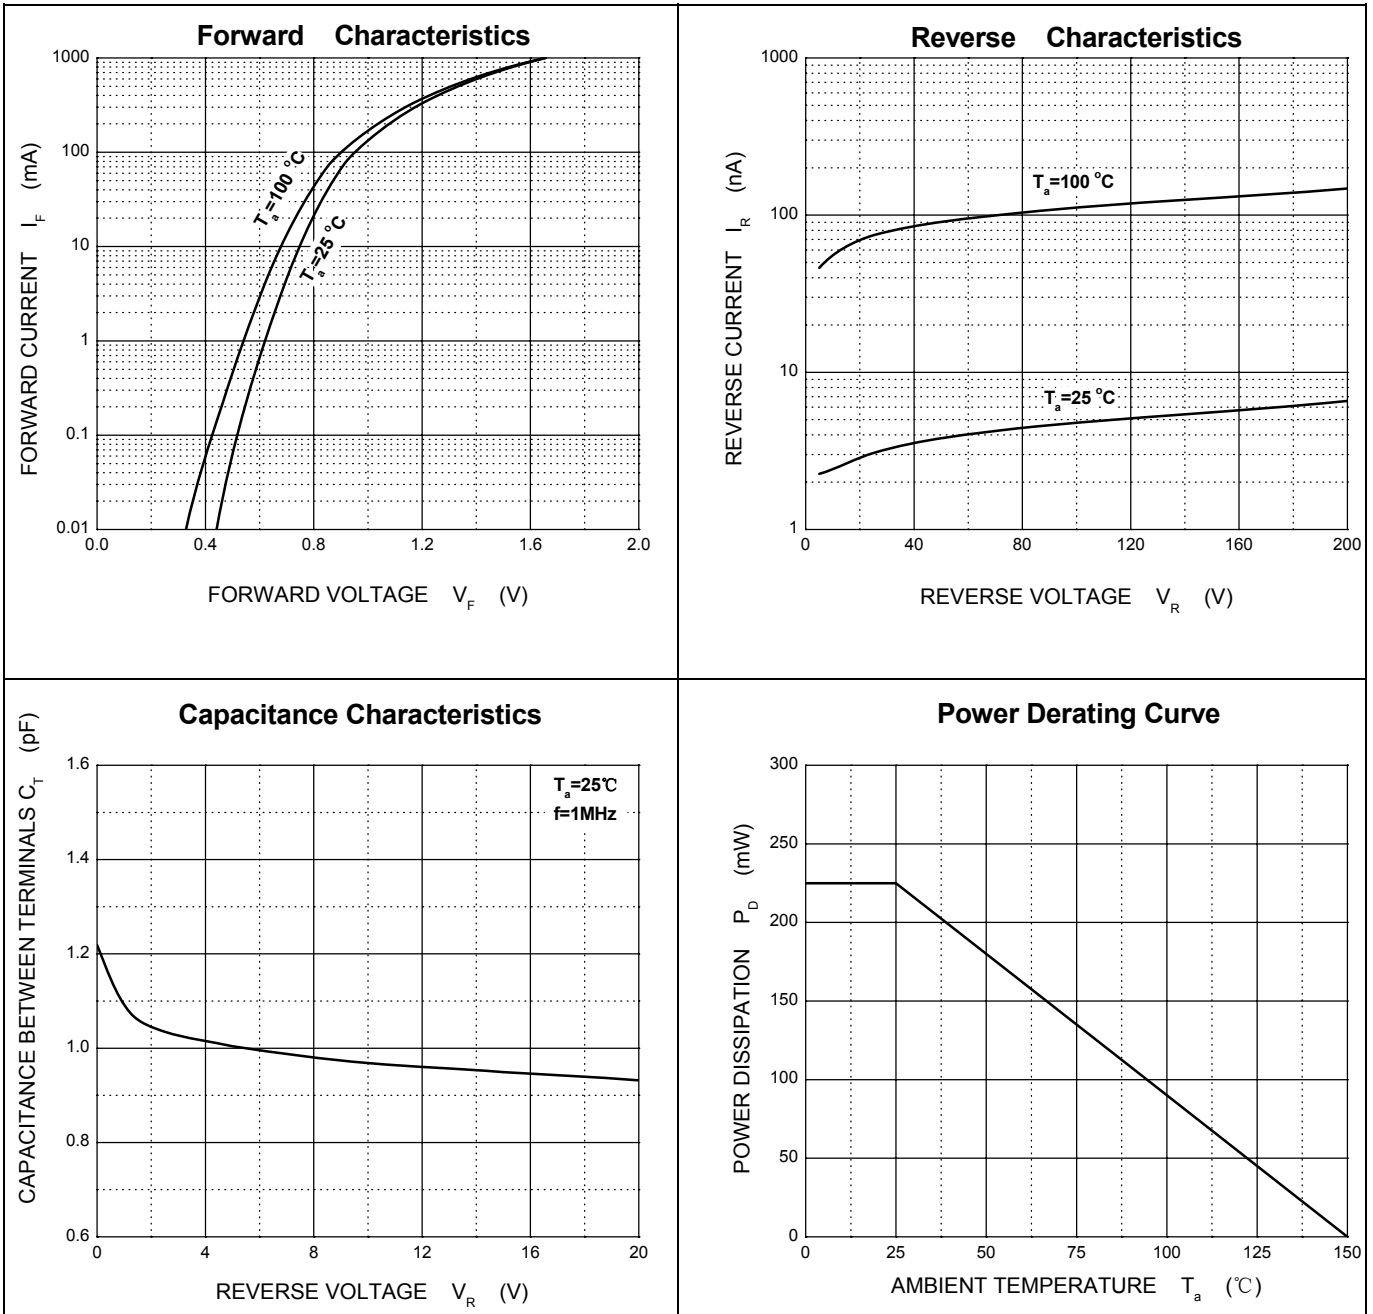 Forward Characteristics
1000
100
10
1
0.1
0.01
0.0 0.4 0.8 1.2 1.6 2.0
FORWARD CURRENT I_F (mA)
T_a=100 °C
T_a=25 °C
FORWARD VOLTAGE V_F (V)
Reverse Characteristics
1000
100
10
1
0 40 80 120 160 200
REVERSE CURRENT I_R (nA)
T_a=100 °C
T_a=25 °C
REVERSE VOLTAGE V_R (V)
Capacitance Characteristics
1.6
1.4
1.2
1.0
0.8
0.6
0 4 8 12 16 20
CAPACITANCE BETWEEN TERMINALS C_T (pF)
T_a=25℃
f=1MHz
REVERSE VOLTAGE V_R (V)
Power Derating Curve
300
250
200
150
100
50
0
0 25 50 75 100 125 150
POWER DISSIPATION P_D (mW)
AMBIENT TEMPERATURE T_a (℃)